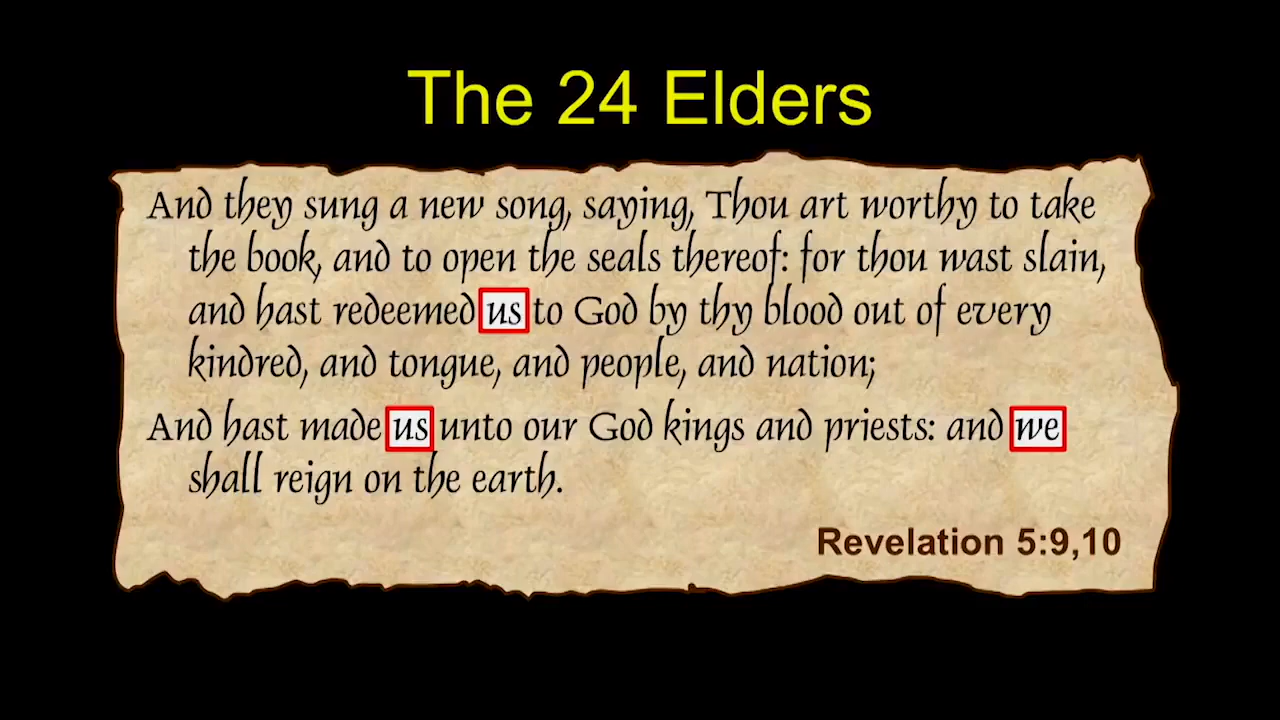 The 24 Elders
And they sung a new song, saying, Thou art worthy to take
the book, and to open the seals thereof: for thou wast slain,
and hast redeemed us to God by thy blood out of every
kindred, and tongue, and people, and nation;
And hast made us unto our God kings and priests: and we
shall reign on the earth.
Revelation 5:9,10